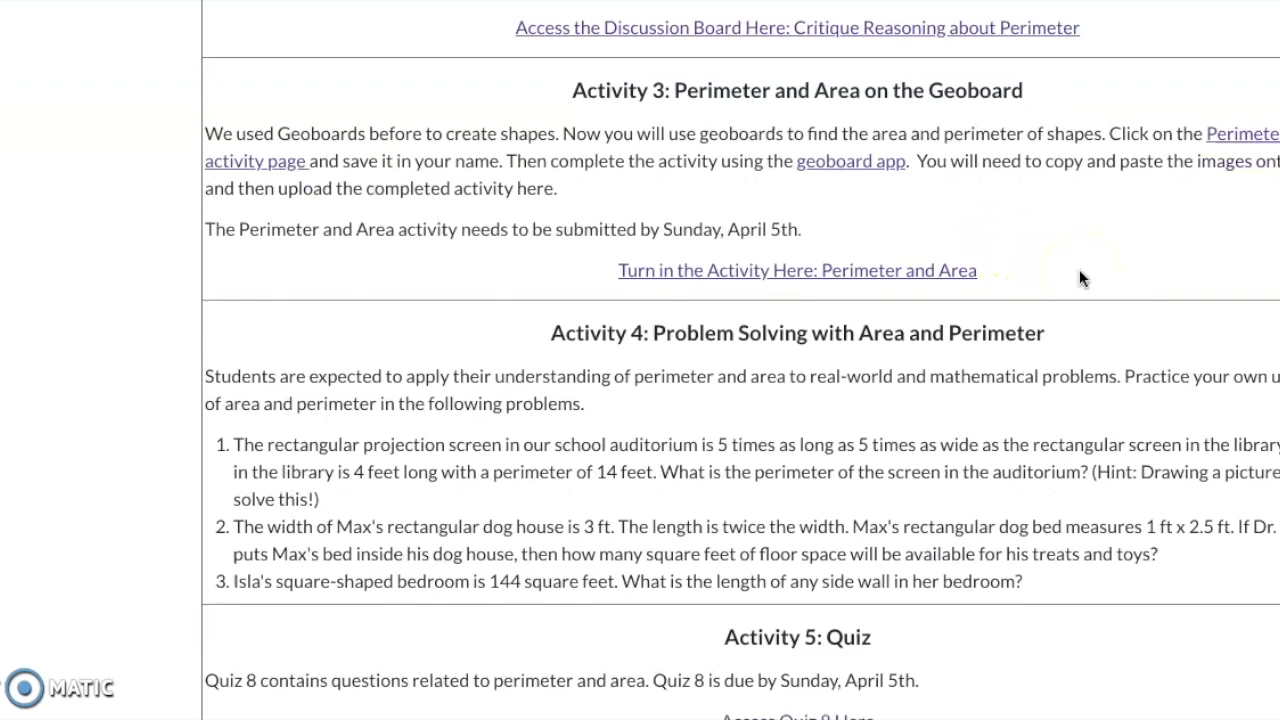 Access the Discussion Board Here: Critique Reasoning about Perimeter
Activity 3: Perimeter and Area on the Geoboard
We used Geoboards before to create shapes. Now you will use geoboards to find the area and perimeter of shapes. Click on the Perimete
activity page and save it in your name. Then complete the activity using the geoboard app. You will need to copy and paste the images ont
and then upload the completed activity here.
The Perimeter and Area activity needs to be submitted by Sunday, April 5th.
Turn in the Activity Here: Perimeter and Area
Activity 4: Problem Solving with Area and Perimeter
Students are expected to apply their understanding of perimeter and area to real-world and mathematical problems. Practice your own u
of area and perimeter in the following problems.
1. The rectangular projection screen in our school auditorium is 5 times as long as 5 times as wide as the rectangular screen in the library
in the library is 4 feet long with a perimeter of 14 feet. What is the perimeter of the screen in the auditorium? (Hint: Drawing a picture
solve this!)
2. The width of Max's rectangular dog house is 3 ft. The length is twice the width. Max's rectangular dog bed measures 1 ft x 2.5 ft. If Dr.
puts Max's bed inside his dog house, then how many square feet of floor space will be available for his treats and toys?
3. Isla's square-shaped bedroom is 144 square feet. What is the length of any side wall in her bedroom?
Activity 5: Quiz
Quiz 8 contains questions related to perimeter and area. Quiz 8 is due by Sunday, April 5th.
Access Quiz 8 Here
MATIC